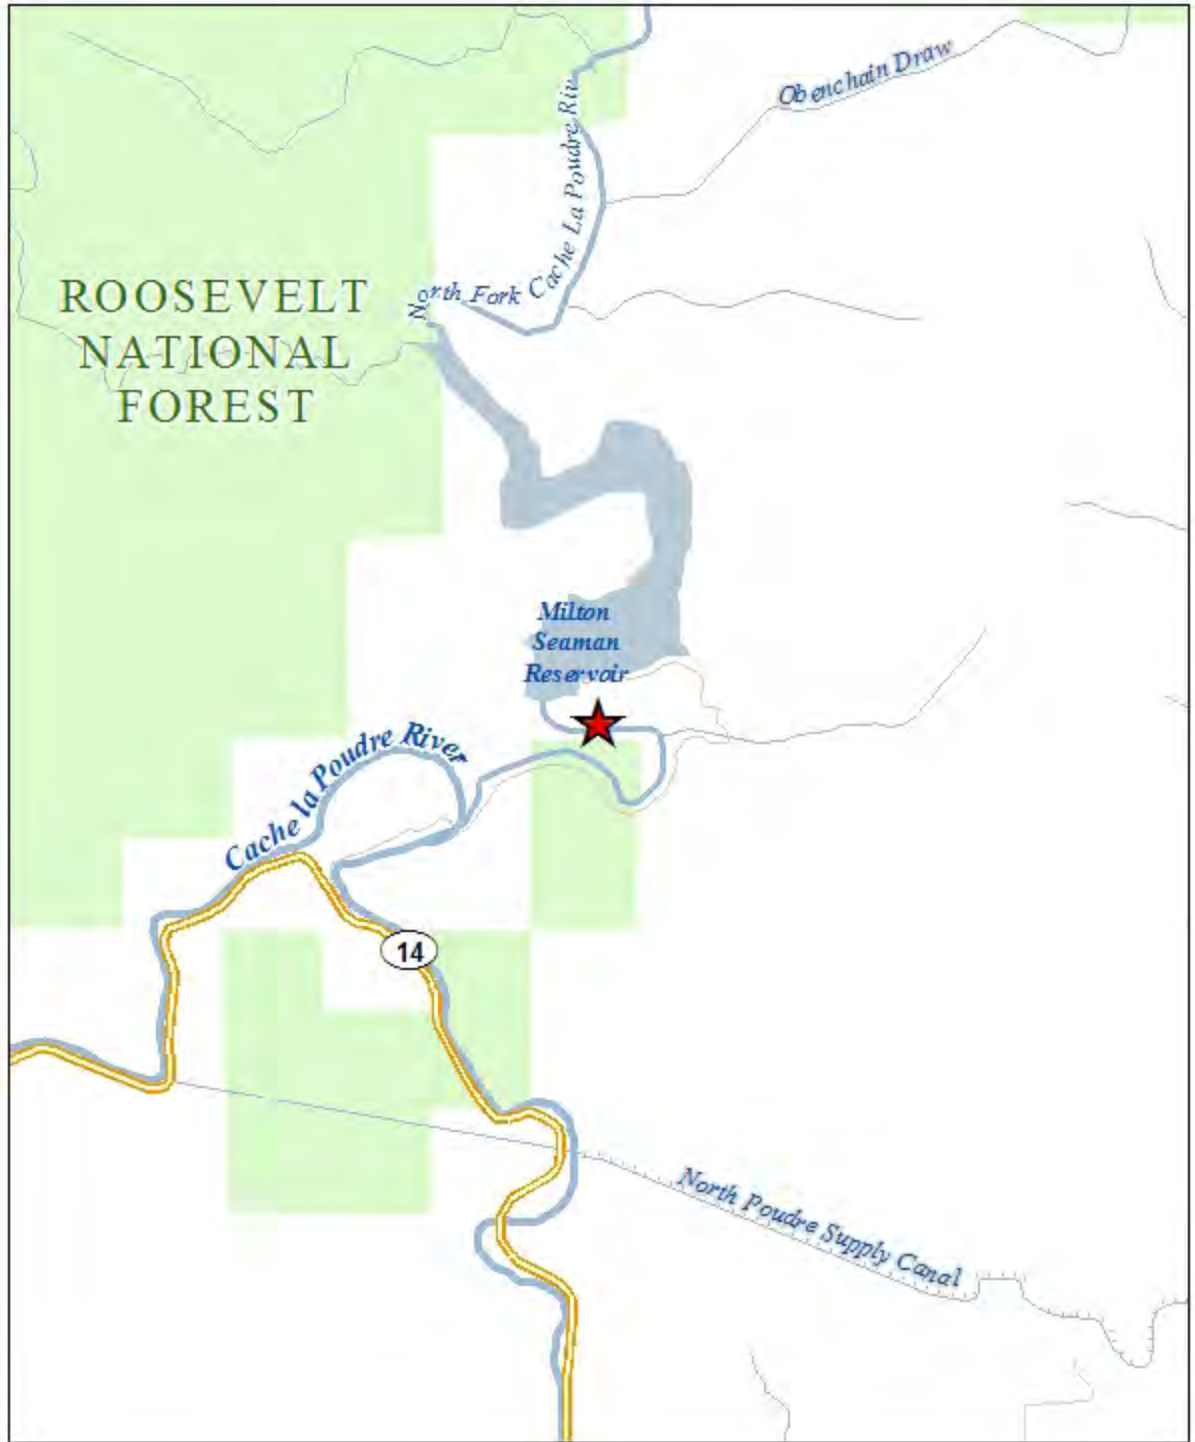 Obenchain Draw
North Fork Cache La Poudre Riv
ROOSEVELT
NATIONAL
FOREST
Milton
Seaman
Reservoir
Cache la Poudre River
14
North Poudre Supply Canal